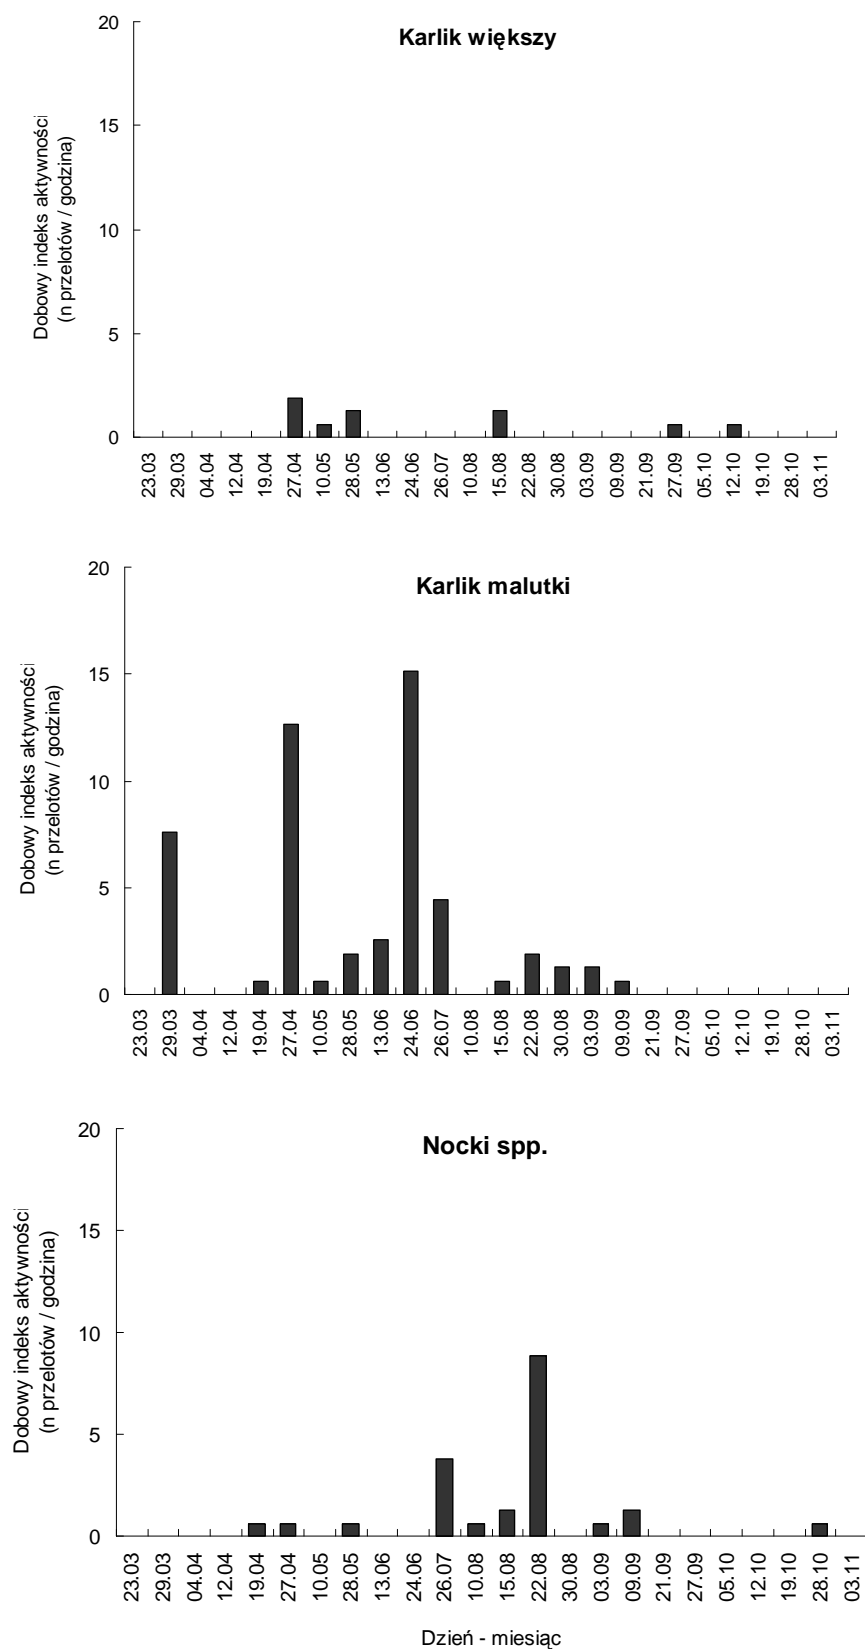 Karlik większy
Dobowy indeks aktywności
(n przelotów / godzina)
20
15
10
5
0
23.03 29.03 04.04 12.04 19.04 27.04 10.05 28.05 13.06 24.06 26.07 10.08 15.08 22.08 30.08 03.09 09.09 21.09 27.09 05.10 12.10 19.10 28.10 03.11
Karlik malutki
Dobowy indeks aktywności
(n przelotów / godzina)
20
15
10
5
0
23.03 29.03 04.04 12.04 19.04 27.04 10.05 28.05 13.06 24.06 26.07 10.08 15.08 22.08 30.08 03.09 09.09 21.09 27.09 05.10 12.10 19.10 28.10 03.11
Nocki spp.
Dobowy indeks aktywności
(n przelotów / godzina)
20
15
10
5
0
23.03 29.03 04.04 12.04 19.04 27.04 10.05 28.05 13.06 24.06 26.07 10.08 15.08 22.08 30.08 03.09 09.09 21.09 27.09 05.10 12.10 19.10 28.10 03.11
Dzień - miesiąc